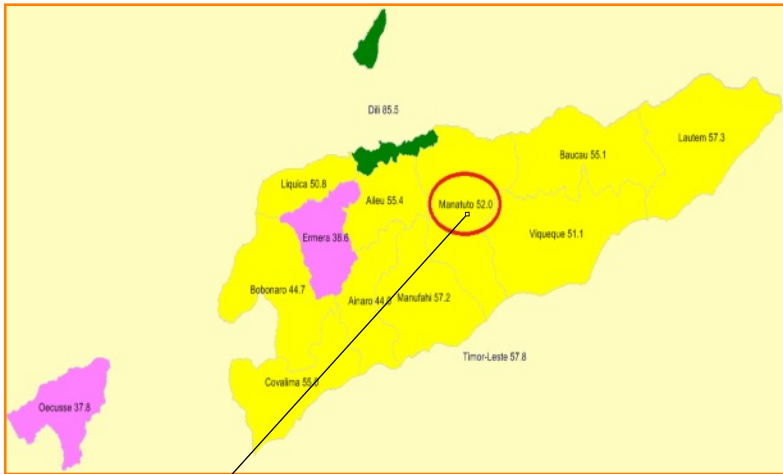 Dili 85.5
Lautem 57.3
Baucau 55.1
Liquica 50.8
Aileu 55.4
Manatuto 52.0
Ermera 38.6
Viqueque 51.1
Bobonaro 44.7
Ainaro 44.
Manufahi 57.2
Timor-Leste 57.8
Covalima 55.
Oecusse 37.8